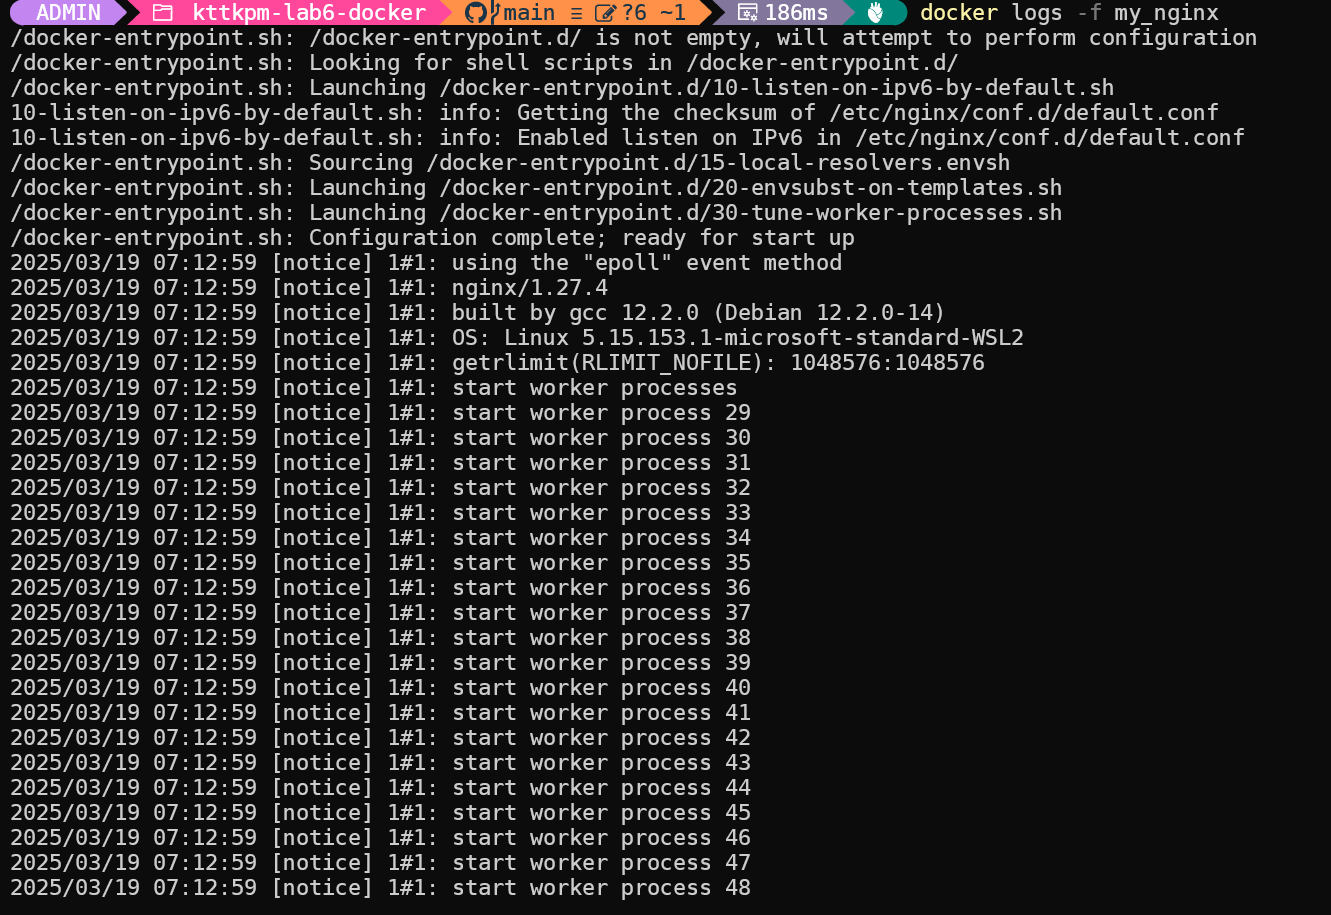 ADMIN kttkpm-lab6-docker main ≡ ?6 ~1 186ms docker logs -f my_nginx
/docker-entrypoint.sh: /docker-entrypoint.d/ is not empty, will attempt to perform configuration
/docker-entrypoint.sh: Looking for shell scripts in /docker-entrypoint.d/
/docker-entrypoint.sh: Launching /docker-entrypoint.d/10-listen-on-ipv6-by-default.sh
10-listen-on-ipv6-by-default.sh: info: Getting the checksum of /etc/nginx/conf.d/default.conf
10-listen-on-ipv6-by-default.sh: info: Enabled listen on IPv6 in /etc/nginx/conf.d/default.conf
/docker-entrypoint.sh: Sourcing /docker-entrypoint.d/15-local-resolvers.envsh
/docker-entrypoint.sh: Launching /docker-entrypoint.d/20-envsubst-on-templates.sh
/docker-entrypoint.sh: Launching /docker-entrypoint.d/30-tune-worker-processes.sh
/docker-entrypoint.sh: Configuration complete; ready for start up
2025/03/19 07:12:59 [notice] 1#1: using the "epoll" event method
2025/03/19 07:12:59 [notice] 1#1: nginx/1.27.4
2025/03/19 07:12:59 [notice] 1#1: built by gcc 12.2.0 (Debian 12.2.0-14)
2025/03/19 07:12:59 [notice] 1#1: OS: Linux 5.15.153.1-microsoft-standard-WSL2
2025/03/19 07:12:59 [notice] 1#1: getrlimit(RLIMIT_NOFILE): 1048576:1048576
2025/03/19 07:12:59 [notice] 1#1: start worker processes
2025/03/19 07:12:59 [notice] 1#1: start worker process 29
2025/03/19 07:12:59 [notice] 1#1: start worker process 30
2025/03/19 07:12:59 [notice] 1#1: start worker process 31
2025/03/19 07:12:59 [notice] 1#1: start worker process 32
2025/03/19 07:12:59 [notice] 1#1: start worker process 33
2025/03/19 07:12:59 [notice] 1#1: start worker process 34
2025/03/19 07:12:59 [notice] 1#1: start worker process 35
2025/03/19 07:12:59 [notice] 1#1: start worker process 36
2025/03/19 07:12:59 [notice] 1#1: start worker process 37
2025/03/19 07:12:59 [notice] 1#1: start worker process 38
2025/03/19 07:12:59 [notice] 1#1: start worker process 39
2025/03/19 07:12:59 [notice] 1#1: start worker process 40
2025/03/19 07:12:59 [notice] 1#1: start worker process 41
2025/03/19 07:12:59 [notice] 1#1: start worker process 42
2025/03/19 07:12:59 [notice] 1#1: start worker process 43
2025/03/19 07:12:59 [notice] 1#1: start worker process 44
2025/03/19 07:12:59 [notice] 1#1: start worker process 45
2025/03/19 07:12:59 [notice] 1#1: start worker process 46
2025/03/19 07:12:59 [notice] 1#1: start worker process 47
2025/03/19 07:12:59 [notice] 1#1: start worker process 48